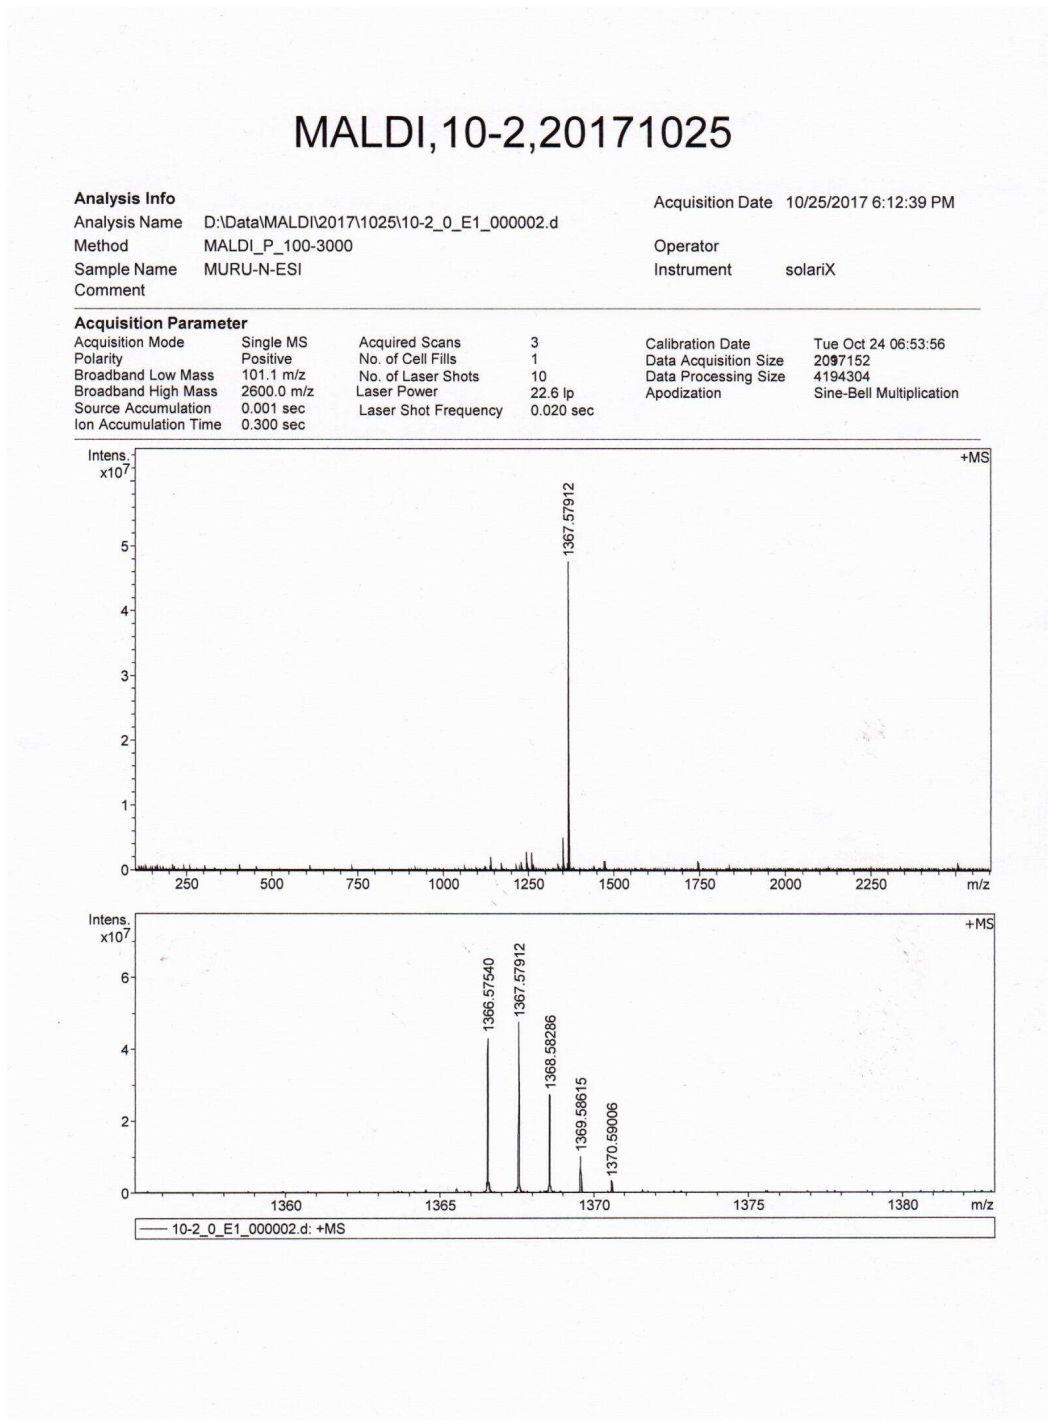 MALDI,10-2,20171025
Analysis Info
Acquisition Date 10/25/2017 6:12:39 PM
Analysis Name D:\Data\MALDI\2017\1025\10-2_0_E1_000002.d
Method MALDI_P_100-3000 Operator
Sample Name MURU-N-ESI Instrument solariX
Comment
Acquisition Parameter
Acquisition Mode Single MS Acquired Scans 3 Calibration Date Tue Oct 24 06:53:56
Polarity Positive No. of Cell Fills 1 Data Acquisition Size 2097152
Broadband Low Mass 101.1 m/z No. of Laser Shots 10 Data Processing Size 4194304
Broadband High Mass 2600.0 m/z Laser Power 22.6 lp Apodization Sine-Bell Multiplication
Source Accumulation 0.001 sec Laser Shot Frequency 0.020 sec
Ion Accumulation Time 0.300 sec
Intens. +MS
x107
1367.57912
5
4
3
2
1
0
250 500 750 1000 1250 1500 1750 2000 2250 m/z
Intens. +MS
x107
1366.57540
1367.57912
1368.58286
1369.58615
1370.59006
6
4
2
0
1360 1365 1370 1375 1380 m/z
10-2_0_E1_000002.d: +MS